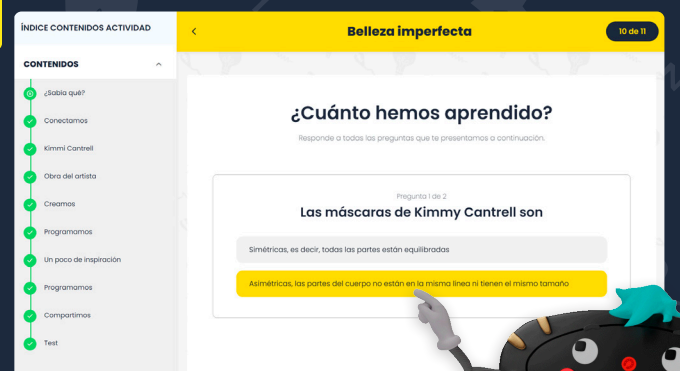 ÍNDICE CONTENIDOS ACTIVIDAD
CONTENIDOS
¿Sabía qué?
Conectamos
Kimmi Cantrell
Obra del artista
Creamos
Programamos
Un poco de inspiración
Programamos
Compartimos
Test
Belleza imperfecta
10 de 11
¿Cuánto hemos aprendido?
Responde a todas las preguntas que te presentamos a continuación.
Pregunta 1 de 2
Las máscaras de Kimmy Cantrell son
Simétricas, es decir, todas las partes están equilibradas
Asimétricas, las partes del cuerpo no están en la misma línea ni tienen el mismo tamaño